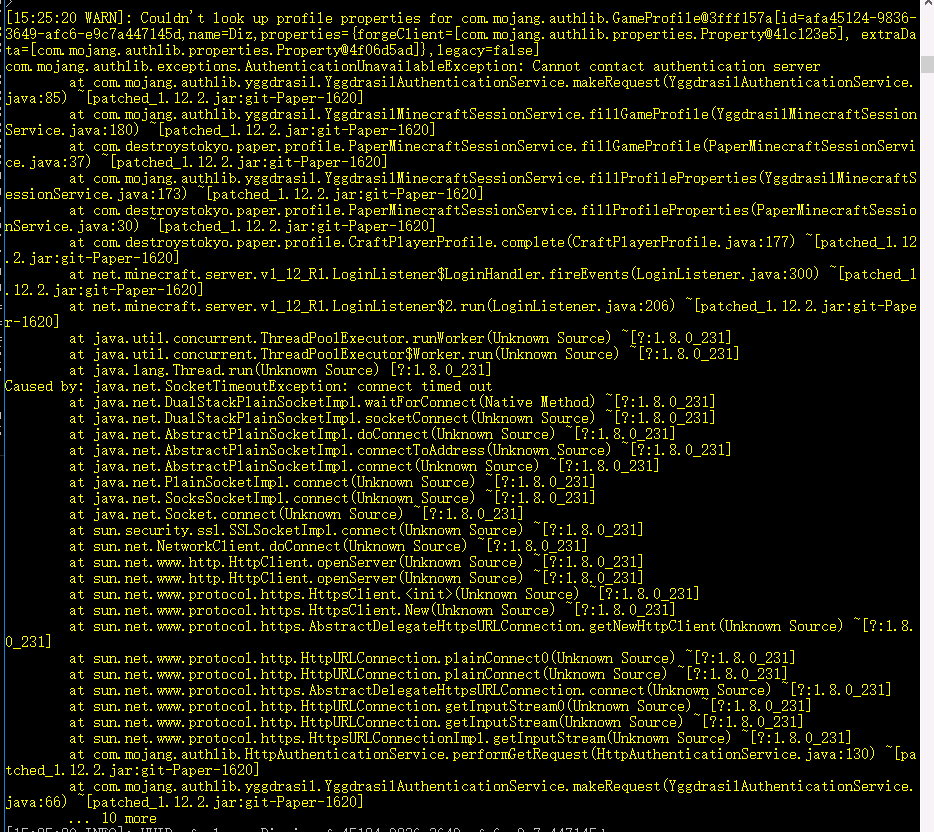 [15:25:20 WARN]: Couldn't look up profile properties for com.mojang.authlib.GameProfile@3fff157a[id=afa45124-9836-
3649-afc6-e9c7a447145d,name=Diz,properties={forgeClient=[com.mojang.authlib.properties.Property@41c123e5], extraDa
ta=[com.mojang.authlib.properties.Property@4f06d5ad]},legacy=false]
com.mojang.authlib.exceptions.AuthenticationUnavailableException: Cannot contact authentication server
at com.mojang.authlib.yggdrasil.YggdrasilAuthenticationService.makeRequest(YggdrasilAuthenticationService.
java:85) ~[patched_1.12.2.jar:git-Paper-1620]
at com.mojang.authlib.yggdrasil.YggdrasilMinecraftSessionService.fillGameProfile(YggdrasilMinecraftSession
Service.java:180) ~[patched_1.12.2.jar:git-Paper-1620]
at com.destroystokyo.paper.profile.PaperMinecraftSessionService.fillGameProfile(PaperMinecraftSessionServi
ce.java:37) ~[patched_1.12.2.jar:git-Paper-1620]
at com.mojang.authlib.yggdrasil.YggdrasilMinecraftSessionService.fillProfileProperties(YggdrasilMinecraftS
essionService.java:173) ~[patched_1.12.2.jar:git-Paper-1620]
at com.destroystokyo.paper.profile.PaperMinecraftSessionService.fillProfileProperties(PaperMinecraftSessio
nService.java:30) ~[patched_1.12.2.jar:git-Paper-1620]
at com.destroystokyo.paper.profile.CraftPlayerProfile.complete(CraftPlayerProfile.java:177) ~[patched_1.12
.2.jar:git-Paper-1620]
at net.minecraft.server.v1_12_R1.LoginListener$LoginHandler.fireEvents(LoginListener.java:300) ~[patched_1
.12.2.jar:git-Paper-1620]
at net.minecraft.server.v1_12_R1.LoginListener$2.run(LoginListener.java:206) ~[patched_1.12.2.jar:git-Pape
r-1620]
at java.util.concurrent.ThreadPoolExecutor.runWorker(Unknown Source) ~[?:1.8.0_231]
at java.util.concurrent.ThreadPoolExecutor$Worker.run(Unknown Source) ~[?:1.8.0_231]
at java.lang.Thread.run(Unknown Source) [?:1.8.0_231]
Caused by: java.net.SocketTimeoutException: connect timed out
at java.net.DualStackPlainSocketImpl.waitForConnect(Native Method) ~[?:1.8.0_231]
at java.net.DualStackPlainSocketImpl.socketConnect(Unknown Source) ~[?:1.8.0_231]
at java.net.AbstractPlainSocketImpl.doConnect(Unknown Source) ~[?:1.8.0_231]
at java.net.AbstractPlainSocketImpl.connectToAddress(Unknown Source) ~[?:1.8.0_231]
at java.net.AbstractPlainSocketImpl.connect(Unknown Source) ~[?:1.8.0_231]
at java.net.PlainSocketImpl.connect(Unknown Source) ~[?:1.8.0_231]
at java.net.SocksSocketImpl.connect(Unknown Source) ~[?:1.8.0_231]
at java.net.Socket.connect(Unknown Source) ~[?:1.8.0_231]
at sun.security.ssl.SSLSocketImpl.connect(Unknown Source) ~[?:1.8.0_231]
at sun.net.NetworkClient.doConnect(Unknown Source) ~[?:1.8.0_231]
at sun.net.www.http.HttpClient.openServer(Unknown Source) ~[?:1.8.0_231]
at sun.net.www.http.HttpClient.openServer(Unknown Source) ~[?:1.8.0_231]
at sun.net.www.protocol.https.HttpsClient.<init>(Unknown Source) ~[?:1.8.0_231]
at sun.net.www.protocol.https.HttpsClient.New(Unknown Source) ~[?:1.8.0_231]
at sun.net.www.protocol.https.AbstractDelegateHttpsURLConnection.getNewHttpClient(Unknown Source) ~[?:1.8.
0_231]
at sun.net.www.protocol.http.HttpURLConnection.plainConnect0(Unknown Source) ~[?:1.8.0_231]
at sun.net.www.protocol.http.HttpURLConnection.plainConnect(Unknown Source) ~[?:1.8.0_231]
at sun.net.www.protocol.https.AbstractDelegateHttpsURLConnection.connect(Unknown Source) ~[?:1.8.0_231]
at sun.net.www.protocol.http.HttpURLConnection.getInputStream0(Unknown Source) ~[?:1.8.0_231]
at sun.net.www.protocol.http.HttpURLConnection.getInputStream(Unknown Source) ~[?:1.8.0_231]
at sun.net.www.protocol.https.HttpsURLConnectionImpl.getInputStream(Unknown Source) ~[?:1.8.0_231]
at com.mojang.authlib.HttpAuthenticationService.performGetRequest(HttpAuthenticationService.java:130) ~[pa
tched_1.12.2.jar:git-Paper-1620]
at com.mojang.authlib.yggdrasil.YggdrasilAuthenticationService.makeRequest(YggdrasilAuthenticationService.
java:66) ~[patched_1.12.2.jar:git-Paper-1620]
... 10 more